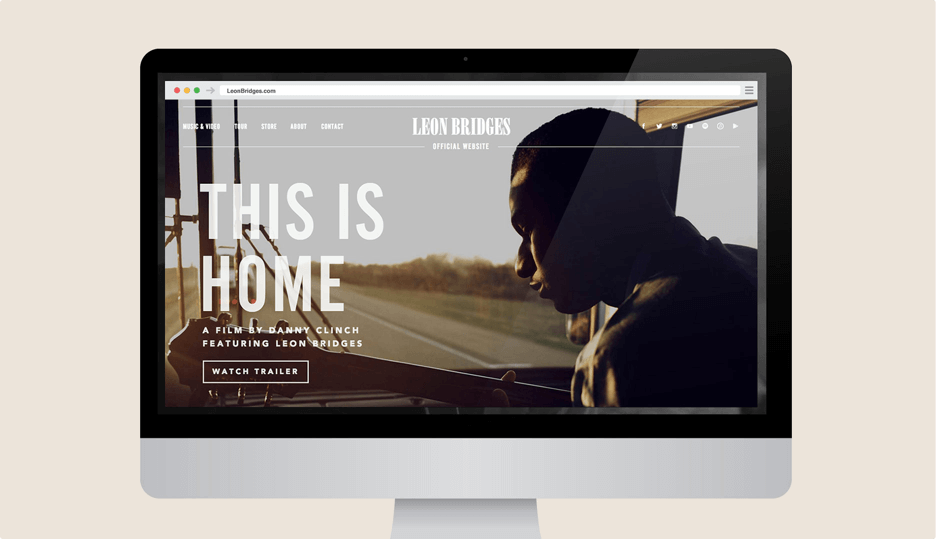 LeonBridges.com
MUSIC & VIDEO TOUR STORE ABOUT CONTACT
LEON BRIDGES
OFFICIAL WEBSITE
THIS IS
HOME
A FILM BY DANNY CLINCH
FEATURING LEON BRIDGES
WATCH TRAILER